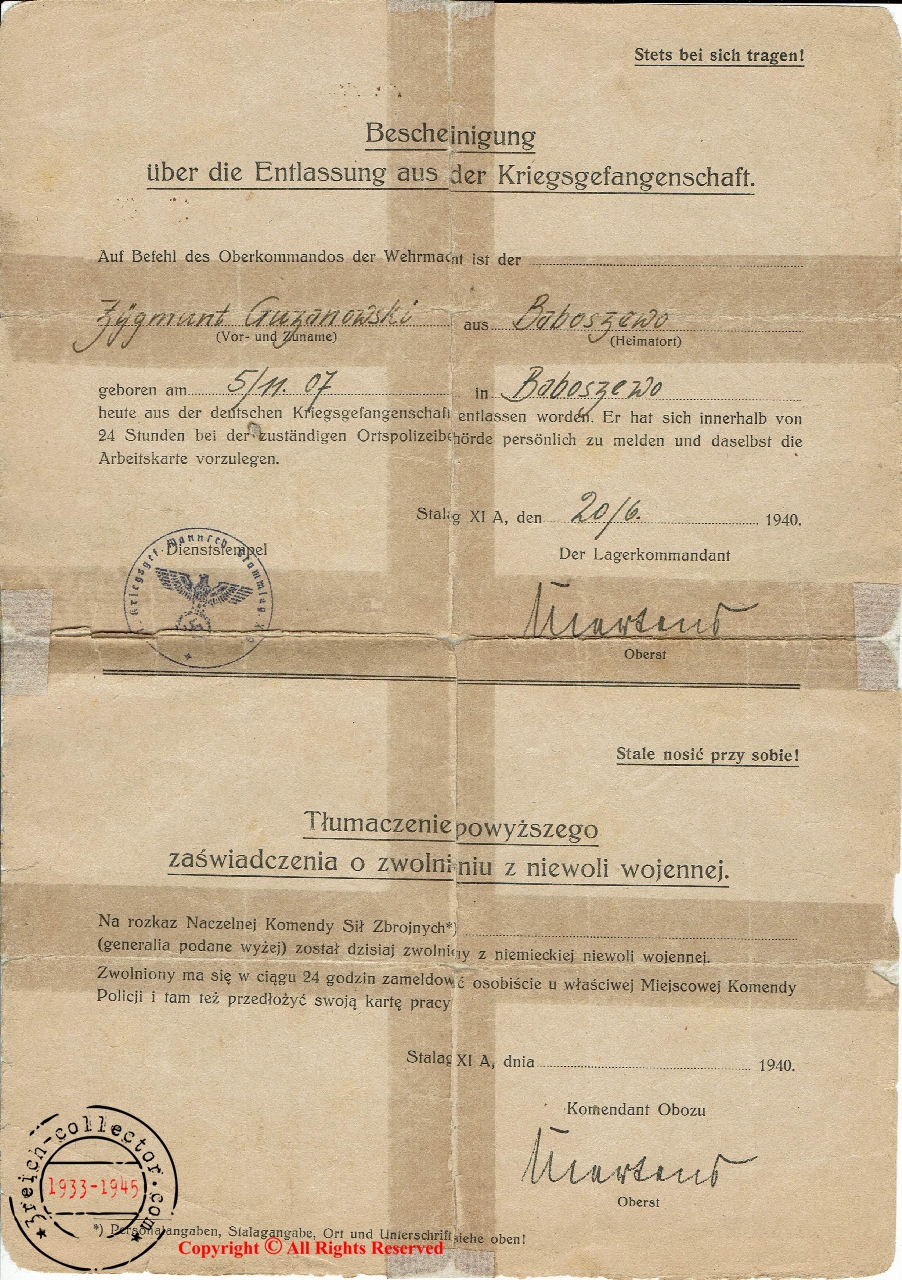 Stets bei sich tragen!
Bescheinigung
über die Entlassung aus der Kriegsgefangenschaft.
Auf Befehl des Oberkommandos der Wehrmacht ist der
Zygmunt Guzanowski aus Baboszewo
(Vor- und Zuname) (Heimatort)
geboren am 5/11. 07 in Baboszewo
heute aus der deutschen Kriegsgefangenschaft entlassen worden. Er hat sich innerhalb von
24 Stunden bei der zuständigen Ortspolizeibehörde persönlich zu melden und daselbst die
Arbeitskarte vorzulegen.
Stalag XI A, den 20/6. 1940.
Dienststempel Der Lagerkommandant
Kriegsgef. Mannsch. Stammlag.
Mertens
Oberst
Stale nosić przy sobie!
Tłumaczenie powyższego
zaświadczenia o zwolnieniu z niewoli wojennej.
Na rozkaz Naczelnej Komendy Sił Zbrojnych*)
(generalia podane wyżej) został dzisiaj zwolniony z niemieckiej niewoli wojennej.
Zwolniony ma się w ciągu 24 godzin zameldować osobiście u właściwej Miejscowej Komendy
Policji i tam też przedłożyć swoją kartę pracy
Stalag XI A, dnia 1940.
Komendant Obozu
Mertens
Oberst
3reich-collector.com
1933-1945
*) Personalangaben, Stalagangabe, Ort und Unterschrift siehe oben!
Copyright © All Rights Reserved